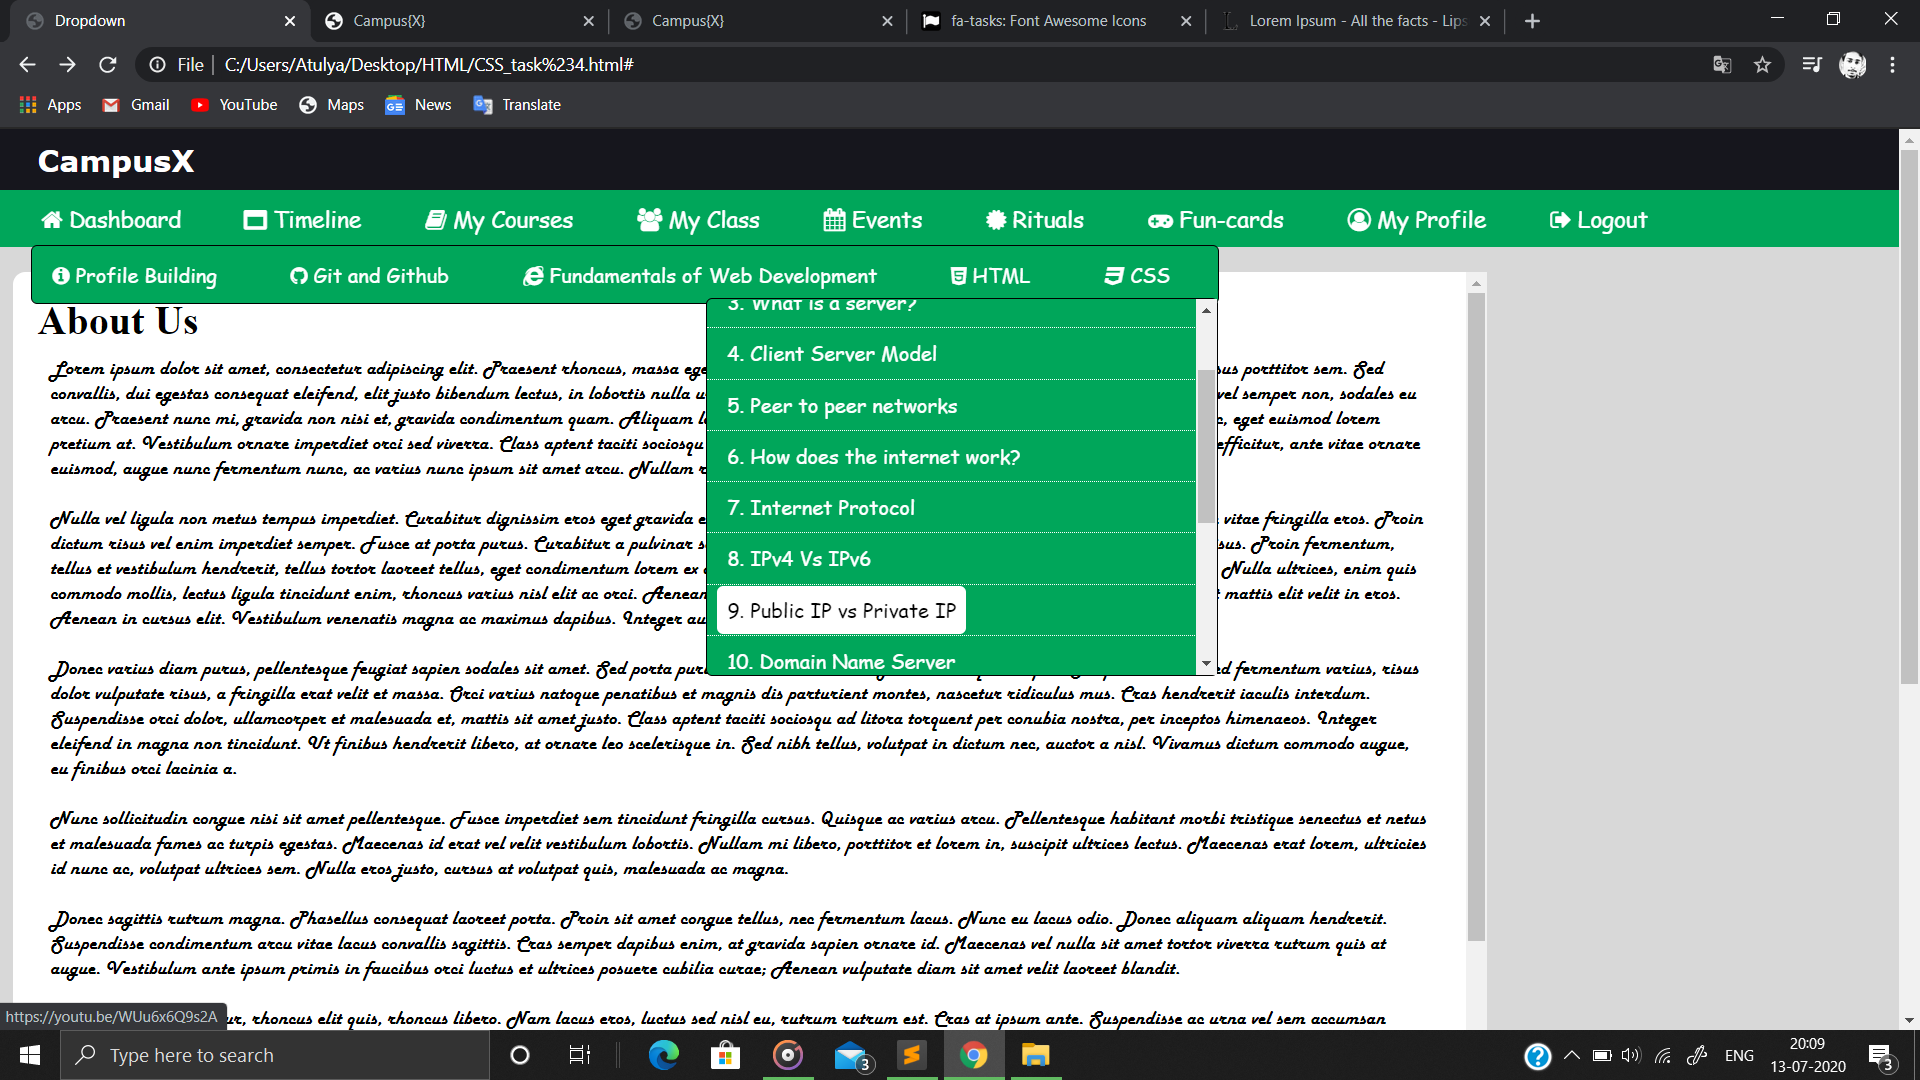 Dropdown
Campus{X}
Campus{X}
fa-tasks: Font Awesome Icons
Lorem Ipsum - All the facts - Lips
File
C:/Users/Atulya/Desktop/HTML/CSS_task%234.html#
Apps
Gmail
YouTube
Maps
News
Translate
CampusX
Dashboard
Timeline
My Courses
My Class
Events
Rituals
Fun-cards
My Profile
Logout
Profile Building
Git and Github
Fundamentals of Web Development
HTML
CSS
3. What is a server?
4. Client Server Model
5. Peer to peer networks
6. How does the internet work?
7. Internet Protocol
8. IPv4 Vs IPv6
9. Public IP vs Private IP
10. Domain Name Server
About Us
Lorem ipsum dolor sit amet, consectetur adipiscing elit. Praesent rhoncus, massa ege sus porttitor sem. Sed
convallis, dui egestas consequat eleifend, elit justo bibendum lectus, in lobortis nulla u vel semper non, sodales eu
arcu. Praesent nunc mi, gravida non nisi et, gravida condimentum quam. Aliquam l c, eget euismod lorem
pretium at. Vestibulum ornare imperdiet orci sed viverra. Class aptent taciti sociosqu efficitur, ante vitae ornare
euismod, augue nunc fermentum nunc, ac varius nunc ipsum sit amet arcu. Nullam
Nulla vel ligula non metus tempus imperdiet. Curabitur dignissim eros eget gravida e vitae fringilla eros. Proin
dictum risus vel enim imperdiet semper. Fusce at porta purus. Curabitur a pulvinar s sus. Proin fermentum,
tellus et vestibulum hendrerit, tellus tortor laoreet tellus, eget condimentum lorem ex Nulla ultrices, enim quis
commodo mollis, lectus ligula tincidunt enim, rhoncus varius nisl elit ac orci. Aenean mattis elit velit in eros.
Aenean in cursus elit. Vestibulum venenatis magna ac maximus dapibus. Integer au
Donec varius diam purus, pellentesque feugiat sapien sodales sit amet. Sed porta pur ed fermentum varius, risus
dolor vulputate risus, a fringilla erat velit et massa. Orci varius natoque penatibus et magnis dis parturient montes, nascetur ridiculus mus. Cras hendrerit iaculis interdum.
Suspendisse orci dolor, ullamcorper et malesuada et, mattis sit amet justo. Class aptent taciti sociosqu ad litora torquent per conubia nostra, per inceptos himenaeos. Integer
eleifend in magna non tincidunt. Ut finibus hendrerit libero, at ornare leo scelerisque in. Sed nibh tellus, volutpat in dictum nec, auctor a nisl. Vivamus dictum commodo augue,
eu finibus orci lacinia a.
Nunc sollicitudin congue nisi sit amet pellentesque. Fusce imperdiet sem tincidunt fringilla cursus. Quisque ac varius arcu. Pellentesque habitant morbi tristique senectus et netus
et malesuada fames ac turpis egestas. Maecenas id erat vel velit vestibulum lobortis. Nullam mi libero, porttitor et lorem in, suscipit ultrices lectus. Maecenas erat lorem, ultricies
id nunc ac, volutpat ultrices sem. Nulla eros justo, cursus at volutpat quis, malesuada ac magna.
Donec sagittis rutrum magna. Phasellus consequat laoreet porta. Proin sit amet congue tellus, nec fermentum lacus. Nunc eu lacus odio. Donec aliquam aliquam hendrerit.
Suspendisse condimentum arcu vitae lacus convallis sagittis. Cras semper dapibus enim, at gravida sapien ornare id. Maecenas vel nulla sit amet tortor viverra rutrum quis at
augue. Vestibulum ante ipsum primis in faucibus orci luctus et ultrices posuere cubilia curae; Aenean vulputate diam sit amet velit laoreet blandit.
ur, rhoncus elit quis, rhoncus libero. Nam lacus eros, luctus sed nisl eu, rutrum rutrum est. Cras at ipsum ante. Suspendisse ac urna vel sem accumsan
https://youtu.be/WUu6x6Q9s2A
Type here to search
3
ENG
20:09
13-07-2020
3